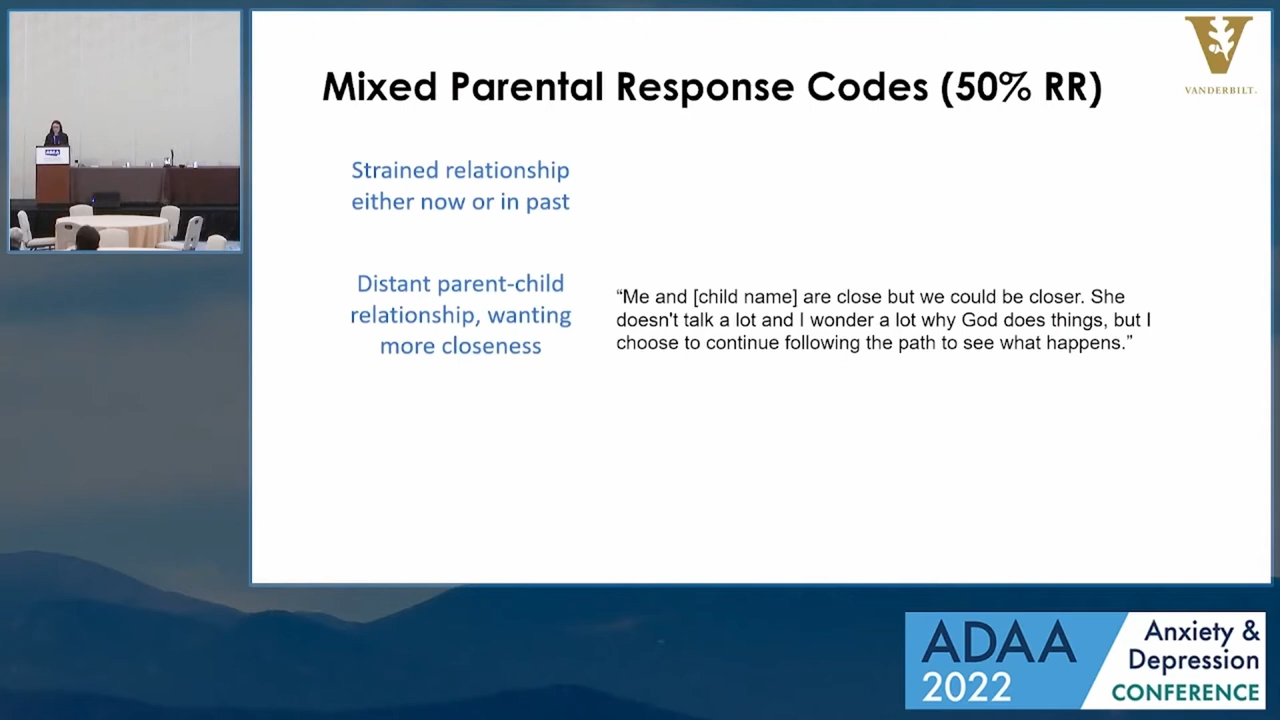 VANDERBILT
Mixed Parental Response Codes (50% RR)
Strained relationship
either now or in past
Distant parent-child
relationship, wanting
more closeness
“Me and [child name] are close but we could be closer. She
doesn't talk a lot and I wonder a lot why God does things, but I
choose to continue following the path to see what happens.”
ADAA
2022
Anxiety &
Depression
CONFERENCE